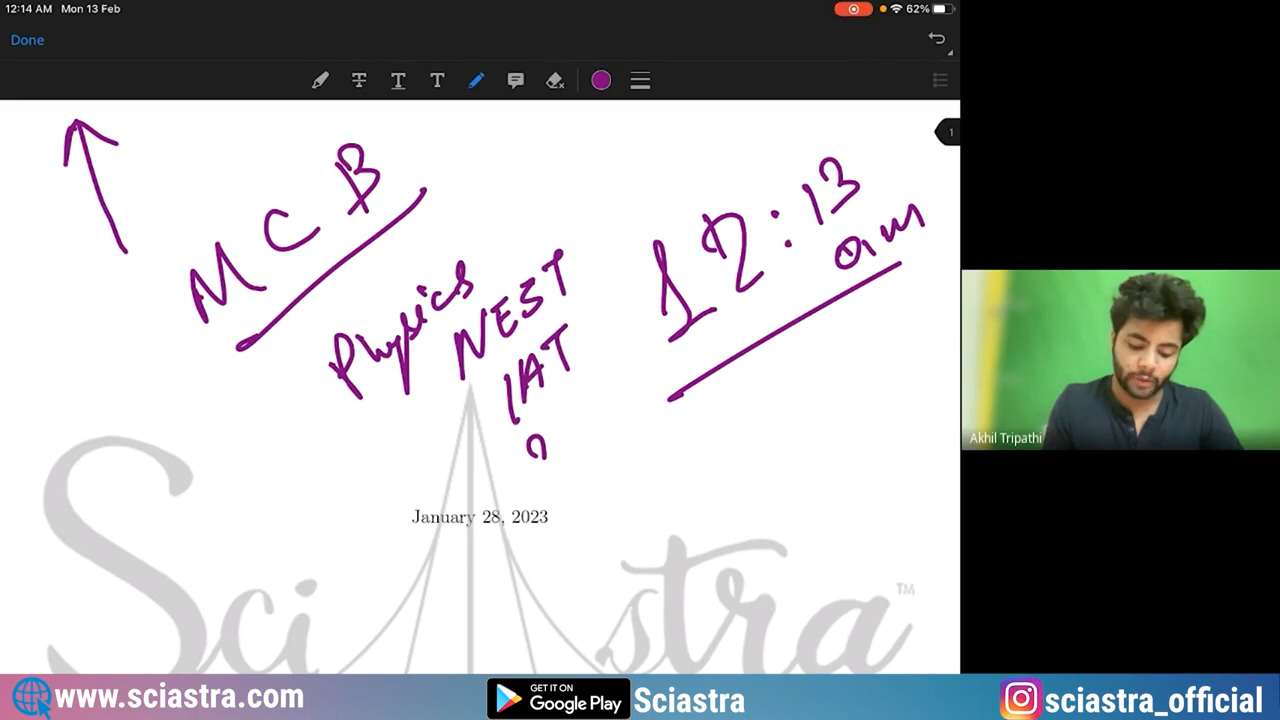 12:14 AM Mon 13 Feb
62%
Done
T T T
1
M C B
12:13
am
Physics
NEST
IAT
Akhil Tripathi
January 28, 2023
Sciastra
TM
www.sciastra.com
GET IT ON
Google Play
Sciastra
sciastra_official